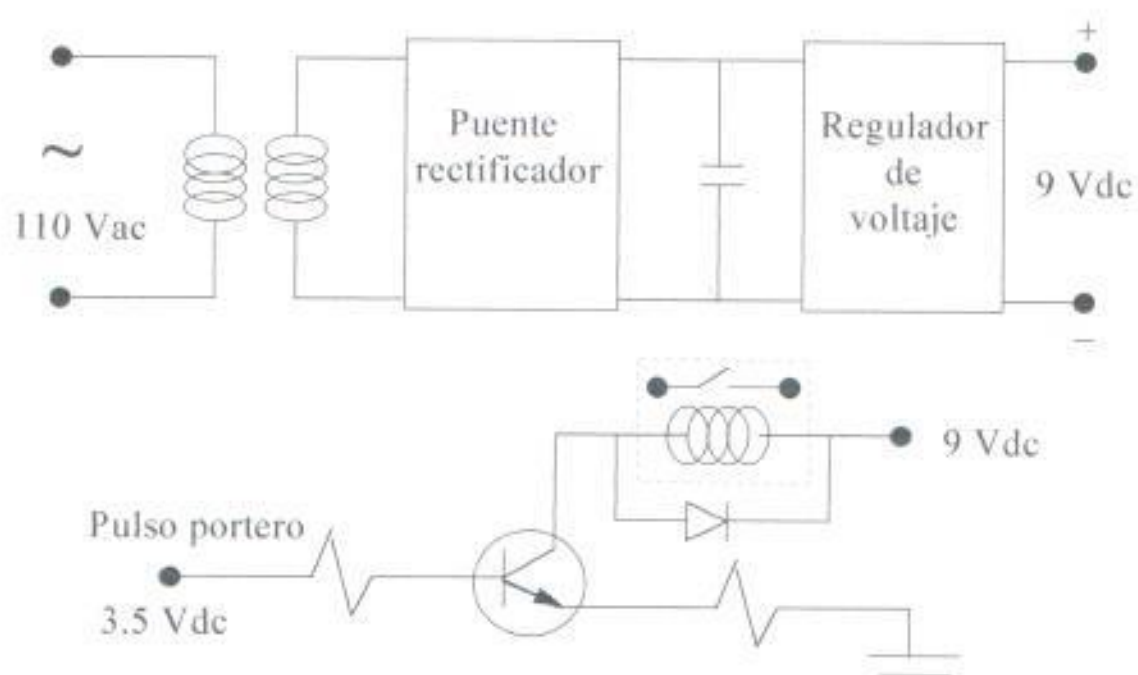 +
Puente
rectificador
Regulador
de
voltaje
~
110 Vac
9 Vdc
−
9 Vdc
Pulso portero
3.5 Vdc